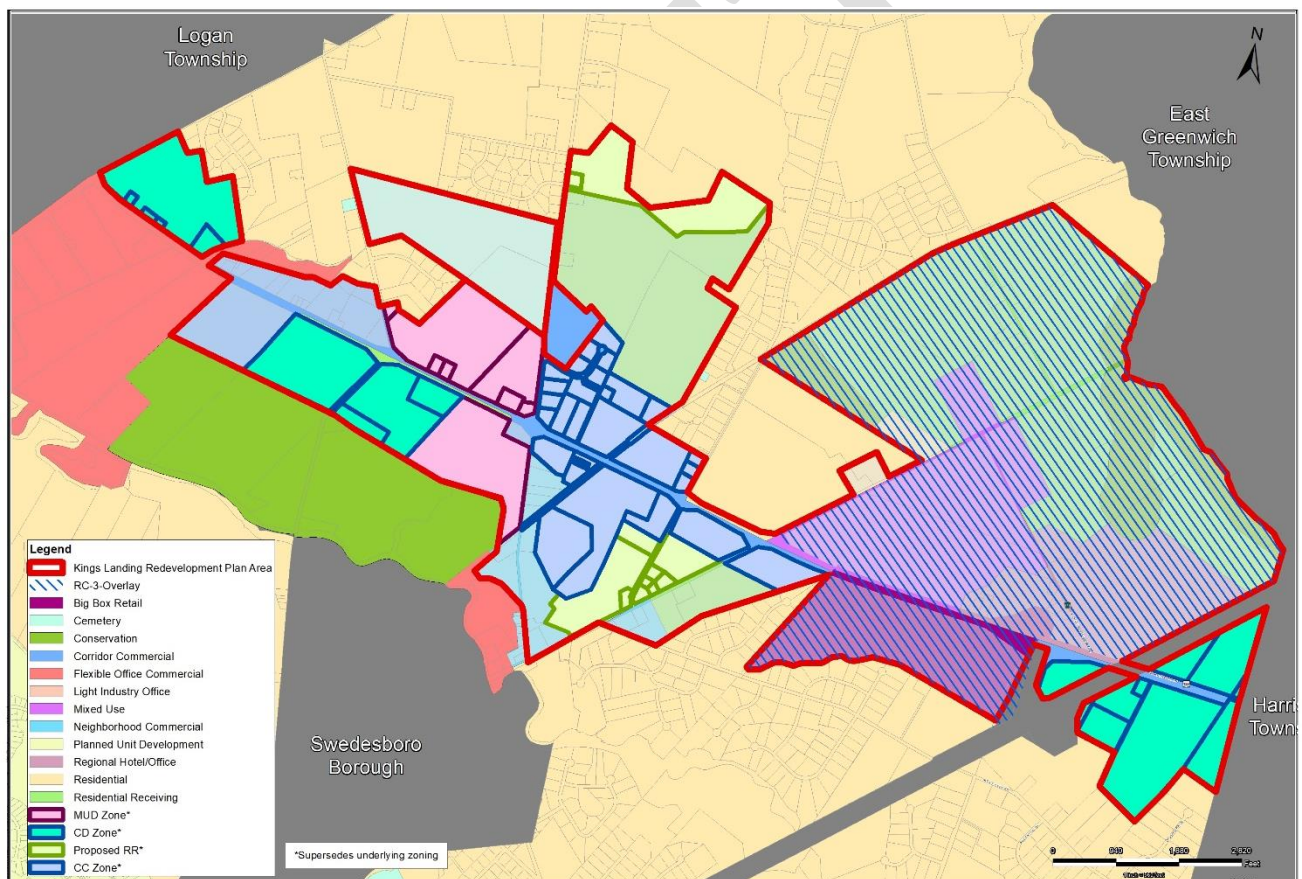 Logan
Township
N
East
Greenwich
Township
Harris
Towns
Swedesboro
Borough
Legend
Kings Landing Redevelopment Plan Area
RC-3-Overlay
Big Box Retail
Cemetery
Conservation
Corridor Commercial
Flexible Office Commercial
Light Industry Office
Mixed Use
Neighborhood Commercial
Planned Unit Development
Regional Hotel/Office
Residential
Residential Receiving
MUD Zone*
CD Zone*
Proposed RR*
CC Zone*
*Supersedes underlying zoning
0
Feet